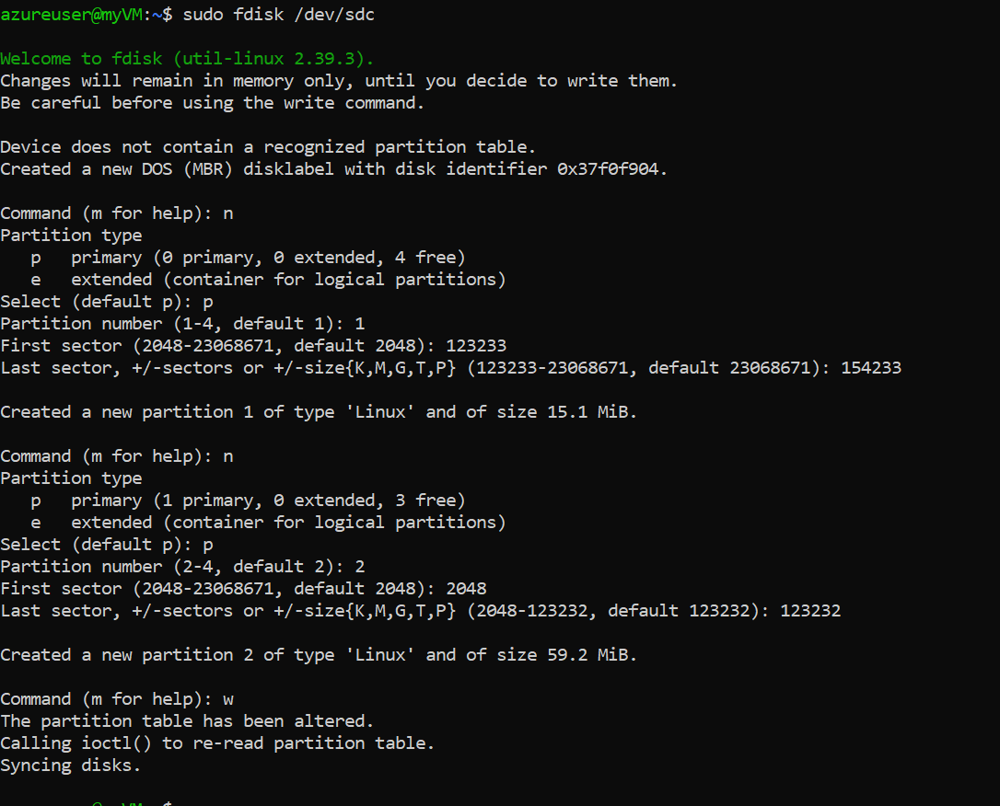 azureuser@myVM:~$ sudo fdisk /dev/sdc
Welcome to fdisk (util-linux 2.39.3).
Changes will remain in memory only, until you decide to write them.
Be careful before using the write command.
Device does not contain a recognized partition table.
Created a new DOS (MBR) disklabel with disk identifier 0x37f0f904.
Command (m for help): n
Partition type
   p   primary (0 primary, 0 extended, 4 free)
   e   extended (container for logical partitions)
Select (default p): p
Partition number (1-4, default 1): 1
First sector (2048-23068671, default 2048): 123233
Last sector, +/-sectors or +/-size{K,M,G,T,P} (123233-23068671, default 23068671): 154233
Created a new partition 1 of type 'Linux' and of size 15.1 MiB.
Command (m for help): n
Partition type
   p   primary (1 primary, 0 extended, 3 free)
   e   extended (container for logical partitions)
Select (default p): p
Partition number (2-4, default 2): 2
First sector (2048-23068671, default 2048): 2048
Last sector, +/-sectors or +/-size{K,M,G,T,P} (2048-123232, default 123232): 123232
Created a new partition 2 of type 'Linux' and of size 59.2 MiB.
Command (m for help): w
The partition table has been altered.
Calling ioctl() to re-read partition table.
Syncing disks.